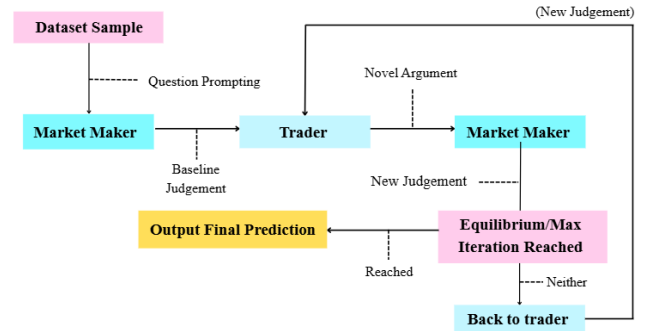 (New Judgement)
Dataset Sample
Question Prompting
Novel Argument
Market Maker
Trader
Market Maker
Baseline
Judgement
New Judgement
Output Final Prediction
Equilibrium/Max
Iteration Reached
Reached
Neither
Back to trader